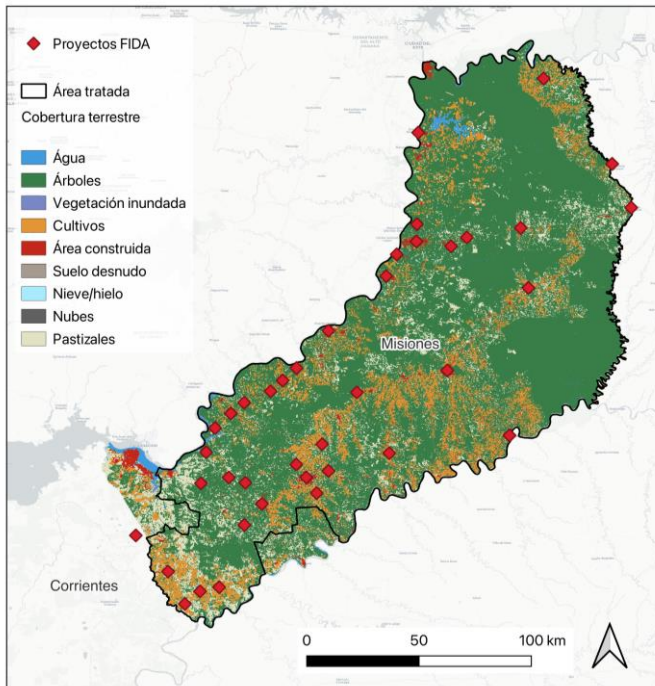 Proyectos FIDA
Área tratada
Cobertura terrestre
Água
Árboles
Vegetación inundada
Cultivos
Área construida
Suelo desnudo
Nieve/hielo
Nubes
Pastizales
Misiones
Corrientes
0 50 100 km